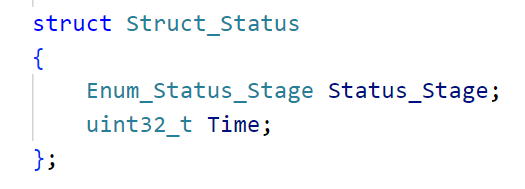 struct Struct_Status
{
    Enum_Status_Stage Status_Stage;
    uint32_t Time;
};